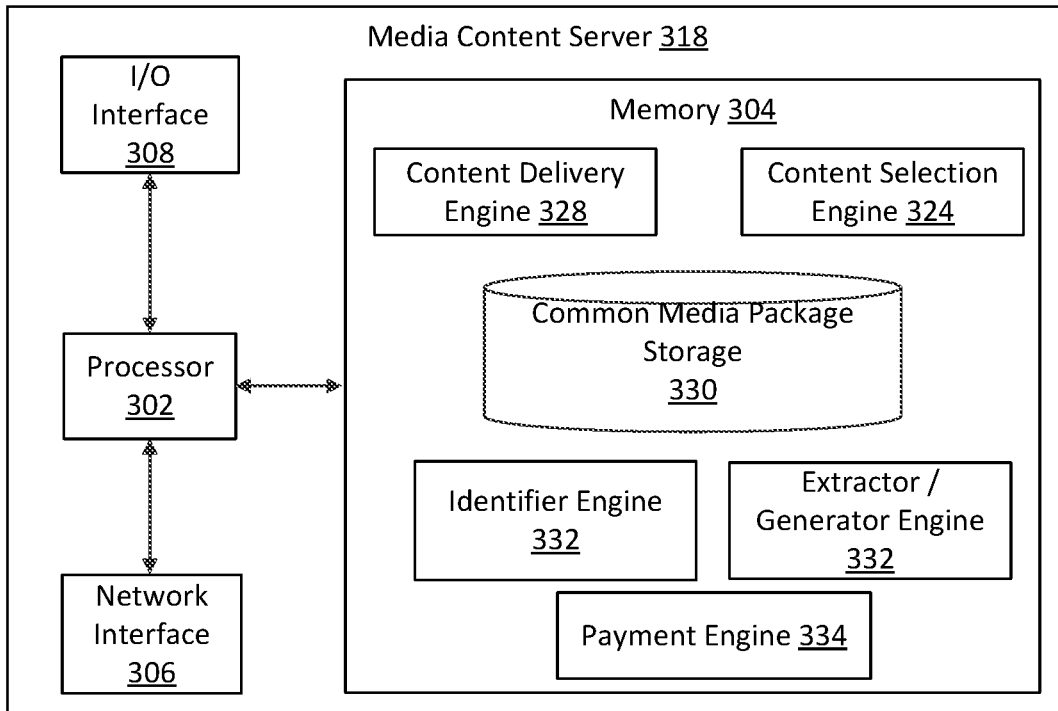 Media Content Server 318
I/O
Interface
308
Processor
302
Network
Interface
306
Memory 304
Content Delivery
Engine 328
Content Selection
Engine 324
Common Media Package
Storage
330
Identifier Engine
332
Extractor /
Generator Engine
332
Payment Engine 334